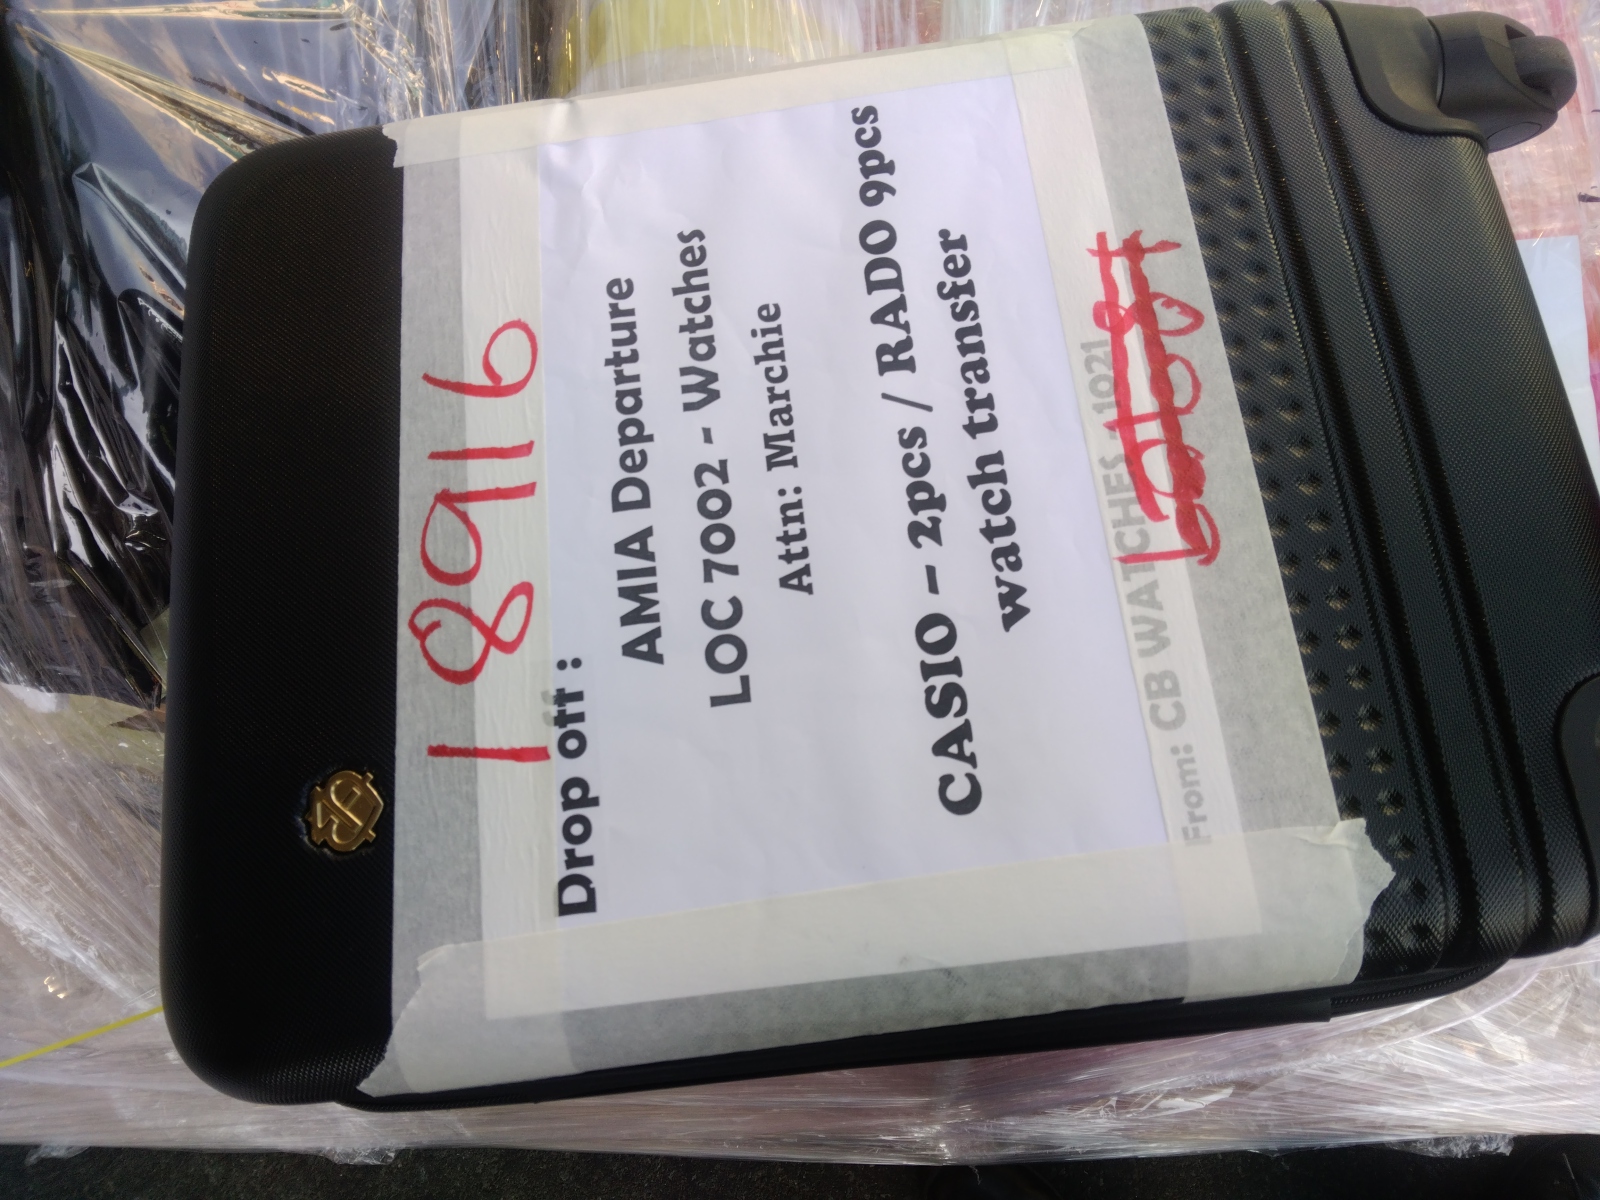 18916
Drop off :
AMIA Departure
LOC 7002 - Watches
Attn: Marchie
CASIO – 2pcs / RADO 9pcs
watch transfer
From: CB WATCHES - 1021